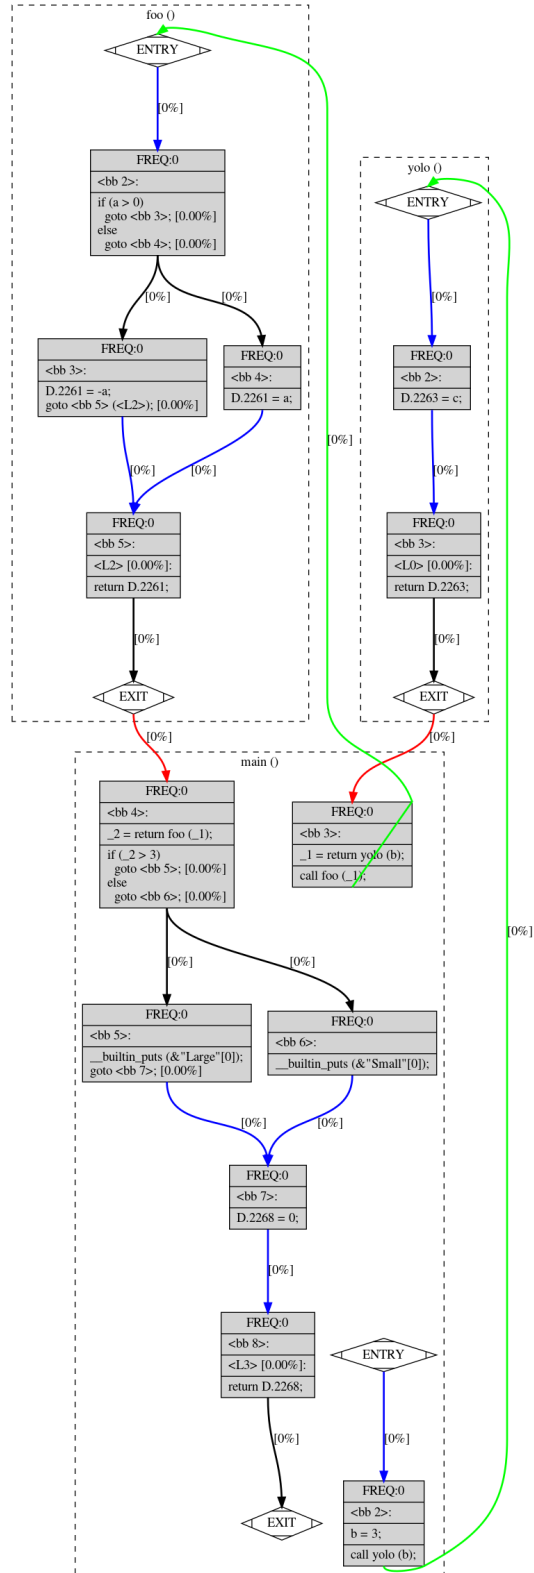 foo ()
ENTRY
[0%]
FREQ:0
<bb 2>:
if (a > 0)
goto <bb 3>; [0.00%]
else
goto <bb 4>; [0.00%]
[0%]
[0%]
FREQ:0
<bb 3>:
D.2261 = -a;
goto <bb 5> (<L2>); [0.00%]
FREQ:0
<bb 4>:
D.2261 = a;
[0%]
[0%]
FREQ:0
<bb 5>:
<L2> [0.00%]:
return D.2261;
[0%]
EXIT
[0%]
yolo ()
ENTRY
[0%]
FREQ:0
<bb 2>:
D.2263 = c;
[0%]
[0%]
FREQ:0
<bb 3>:
<L0> [0.00%]:
return D.2263;
[0%]
EXIT
[0%]
main ()
FREQ:0
<bb 4>:
_2 = return foo (_1);
if (_2 > 3)
goto <bb 5>; [0.00%]
else
goto <bb 6>; [0.00%]
FREQ:0
<bb 3>:
_1 = return yolo (b);
call foo (_1);
[0%]
[0%]
[0%]
FREQ:0
<bb 5>:
__builtin_puts (&"Large"[0]);
goto <bb 7>; [0.00%]
FREQ:0
<bb 6>:
__builtin_puts (&"Small"[0]);
[0%]
[0%]
FREQ:0
<bb 7>:
D.2268 = 0;
[0%]
FREQ:0
<bb 8>:
<L3> [0.00%]:
return D.2268;
[0%]
EXIT
ENTRY
[0%]
FREQ:0
<bb 2>:
b = 3;
call yolo (b);